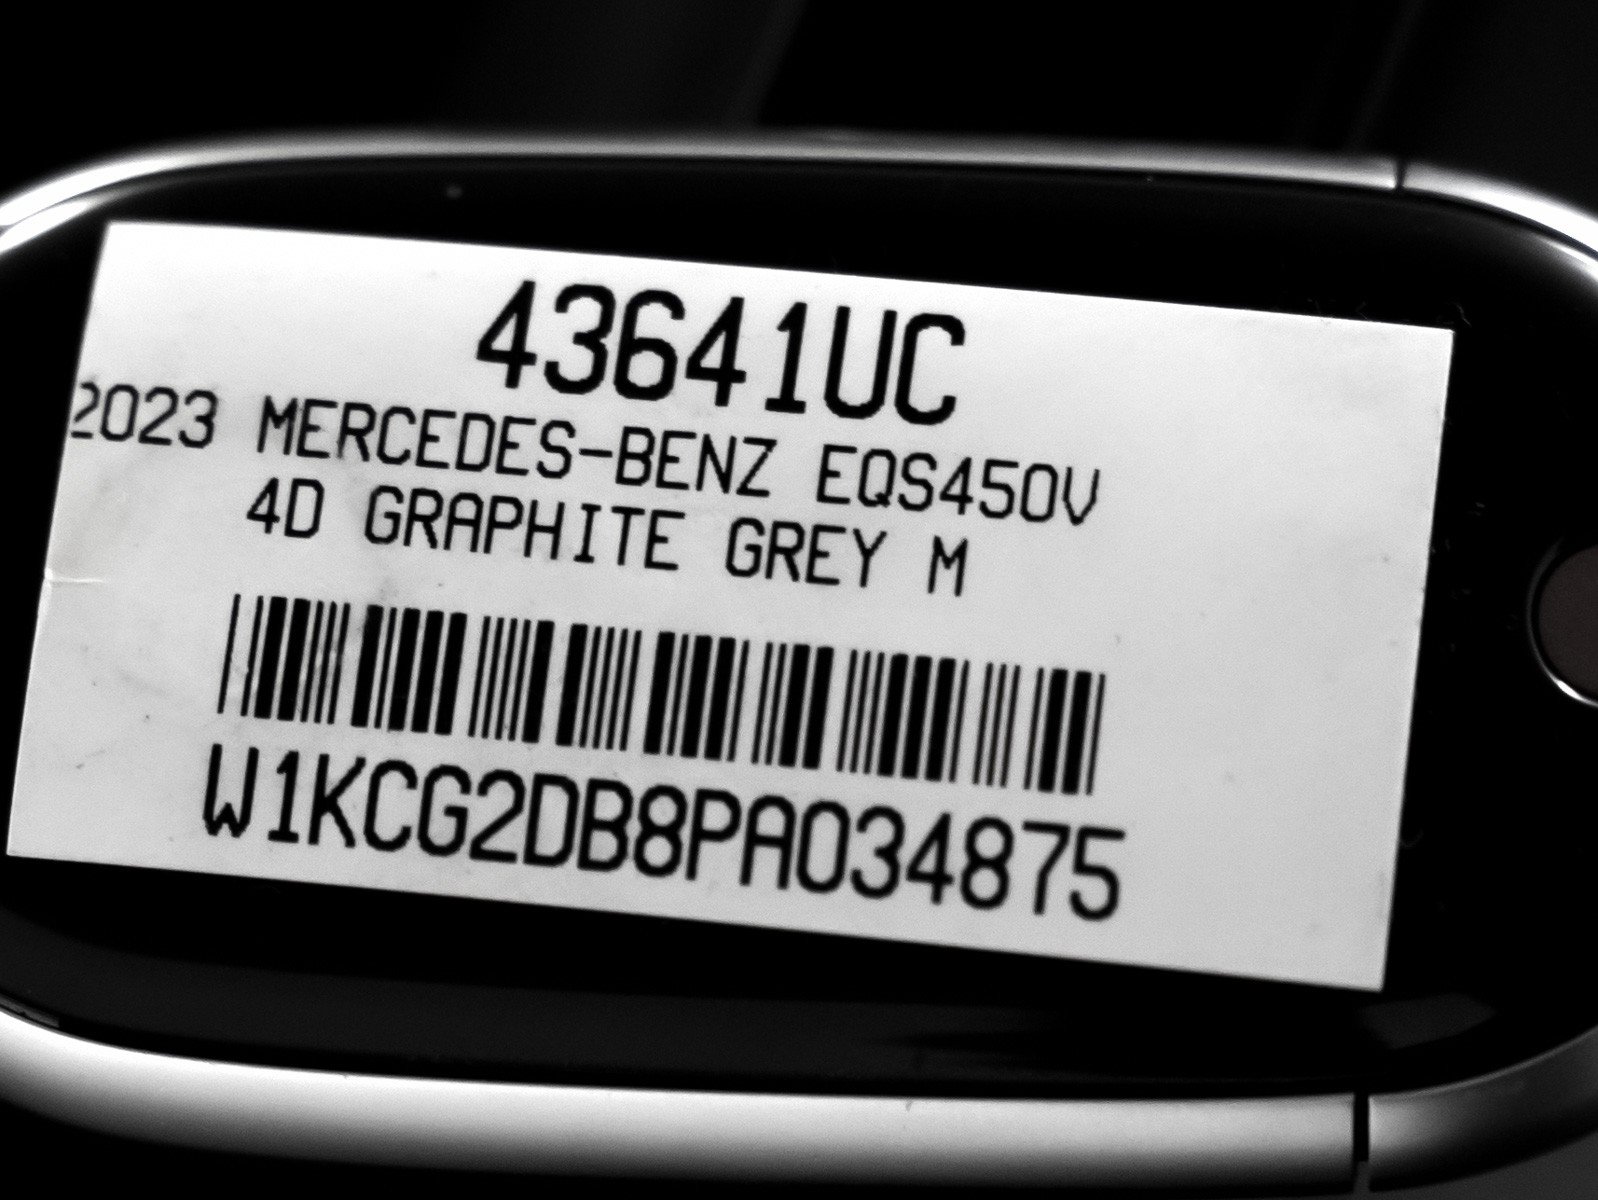 43641UC
2023 MERCEDES-BENZ EQS450V
4D GRAPHITE GREY M
W1KCG2DB8PA034875